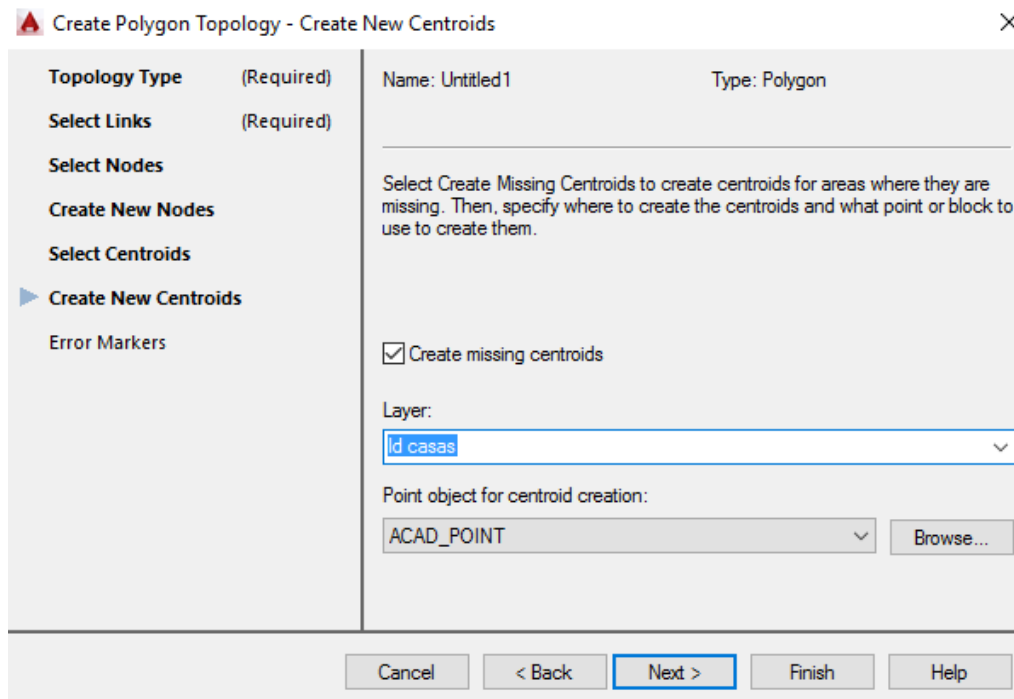 Create Polygon Topology - Create New Centroids
Topology Type (Required)
Select Links (Required)
Select Nodes
Create New Nodes
Select Centroids
Create New Centroids
Error Markers
Name: Untitled1 Type: Polygon
Select Create Missing Centroids to create centroids for areas where they are
missing. Then, specify where to create the centroids and what point or block to
use to create them.
Create missing centroids
Layer:
Id casas
Point object for centroid creation:
ACAD_POINT
Browse...
Cancel
< Back
Next >
Finish
Help